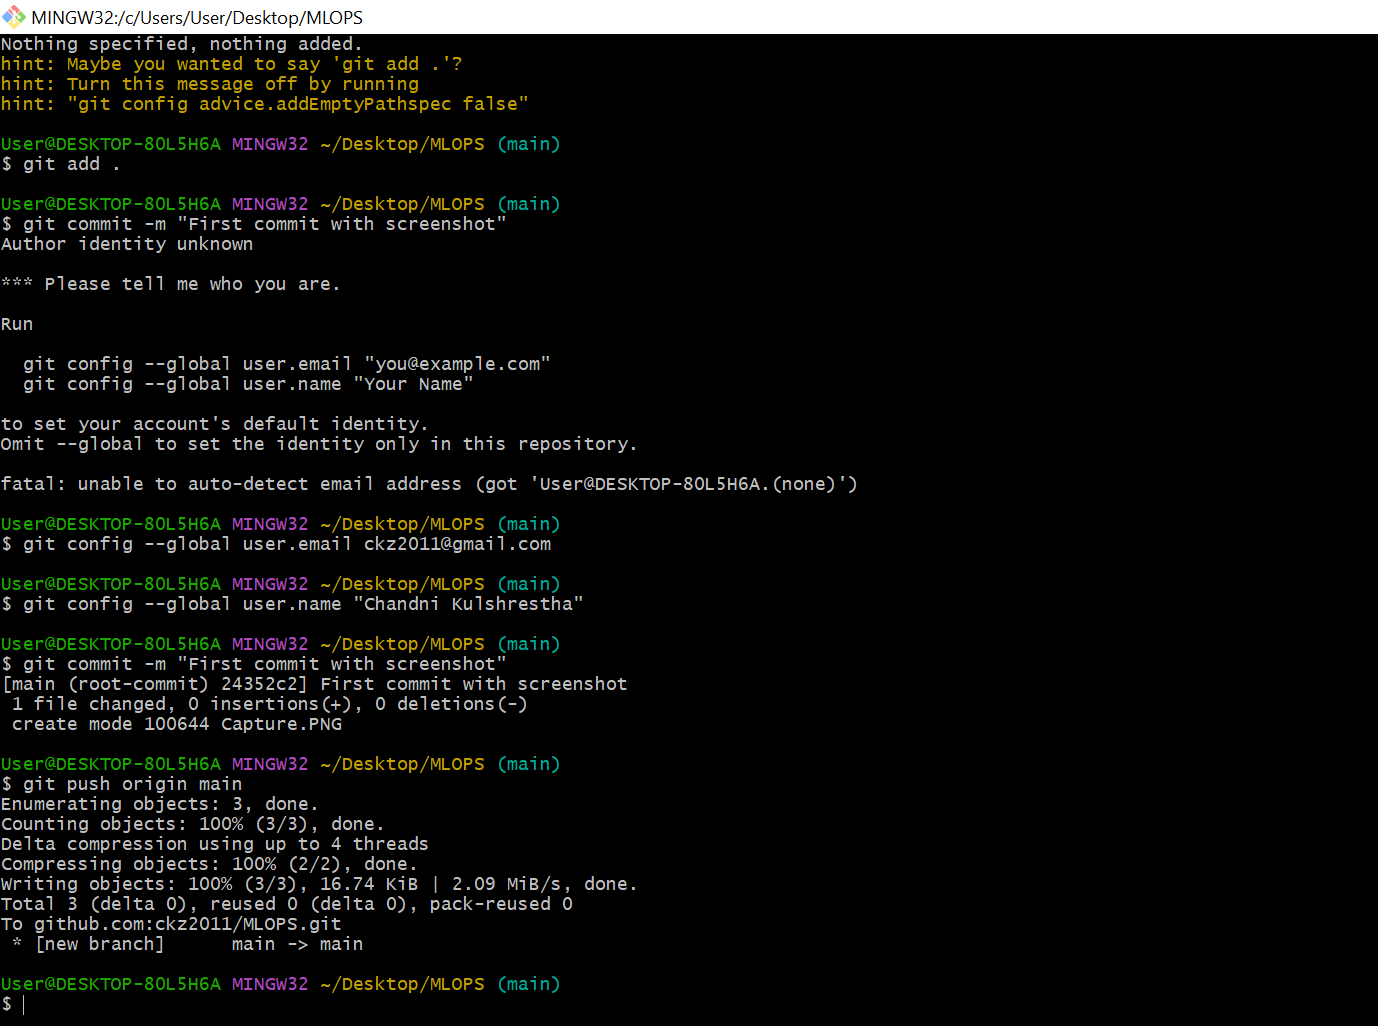 MINGW32:/c/Users/User/Desktop/MLOPS
Nothing specified, nothing added.
hint: Maybe you wanted to say 'git add .'?
hint: Turn this message off by running
hint: "git config advice.addEmptyPathspec false"
User@DESKTOP-8OL5H6A MINGW32 ~/Desktop/MLOPS (main)
$ git add .
User@DESKTOP-8OL5H6A MINGW32 ~/Desktop/MLOPS (main)
$ git commit -m "First commit with screenshot"
Author identity unknown
*** Please tell me who you are.
Run
git config --global user.email "you@example.com"
git config --global user.name "Your Name"
to set your account's default identity.
Omit --global to set the identity only in this repository.
fatal: unable to auto-detect email address (got 'User@DESKTOP-8OL5H6A.(none)')
User@DESKTOP-8OL5H6A MINGW32 ~/Desktop/MLOPS (main)
$ git config --global user.email ckz2011@gmail.com
User@DESKTOP-8OL5H6A MINGW32 ~/Desktop/MLOPS (main)
$ git config --global user.name "Chandni Kulshrestha"
User@DESKTOP-8OL5H6A MINGW32 ~/Desktop/MLOPS (main)
$ git commit -m "First commit with screenshot"
[main (root-commit) 24352c2] First commit with screenshot
1 file changed, 0 insertions(+), 0 deletions(-)
create mode 100644 Capture.PNG
User@DESKTOP-8OL5H6A MINGW32 ~/Desktop/MLOPS (main)
$ git push origin main
Enumerating objects: 3, done.
Counting objects: 100% (3/3), done.
Delta compression using up to 4 threads
Compressing objects: 100% (2/2), done.
Writing objects: 100% (3/3), 16.74 KiB | 2.09 MiB/s, done.
Total 3 (delta 0), reused 0 (delta 0), pack-reused 0
To github.com:ckz2011/MLOPS.git
* [new branch] main -> main
User@DESKTOP-8OL5H6A MINGW32 ~/Desktop/MLOPS (main)
$